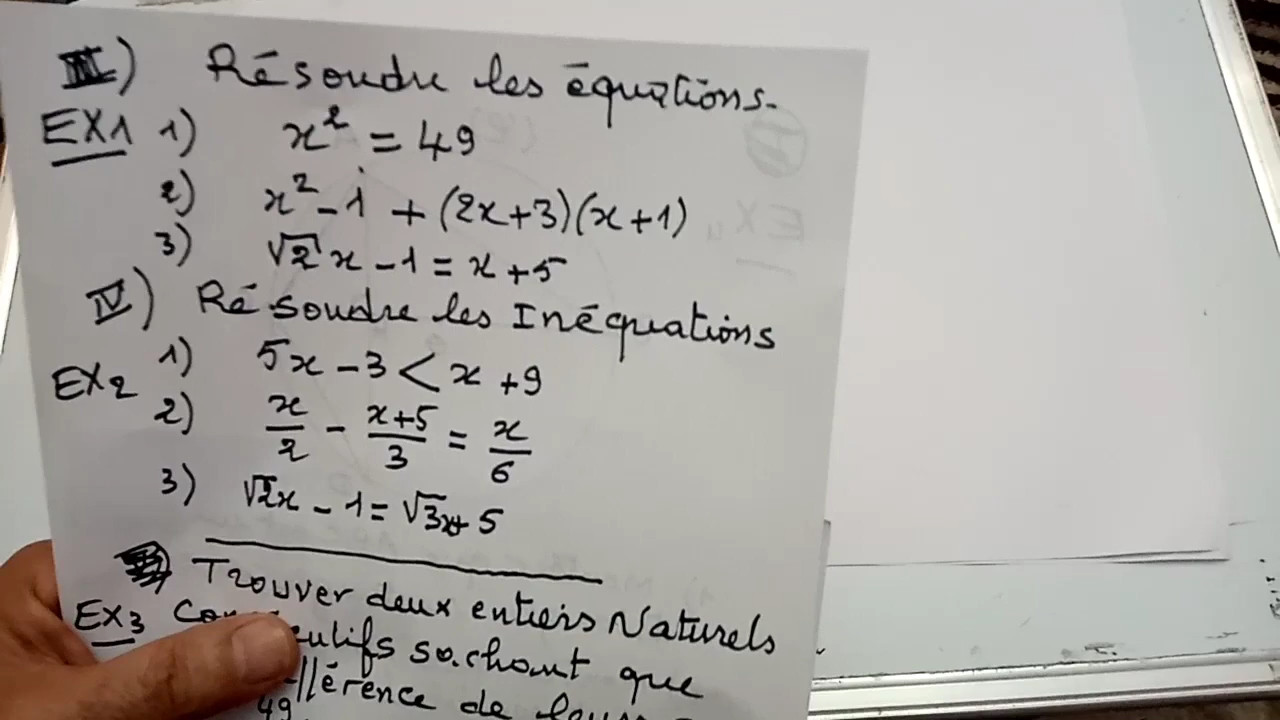 III) Résoudre les équations.
EX1 1) x² = 49
2) x² - 1 + (2x+3)(x+1)
3) √2 x - 1 = x + 5
IV) Résoudre les Inéquations
1) 5x - 3 < x + 9
EX2
2) x/2 - (x+5)/3 = x/6
3) √2x - 1 = √3x + 5
Trouver deux entiers Naturels
EX3 sachant que
de
49